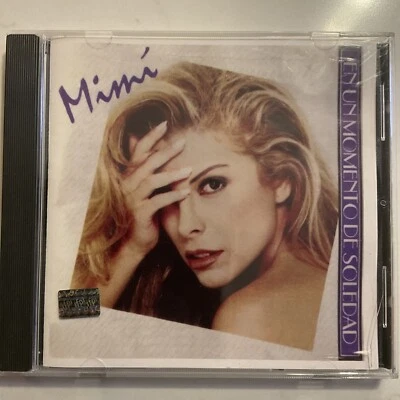 Mimí
EN UN MOMENTO DE SOLEDAD